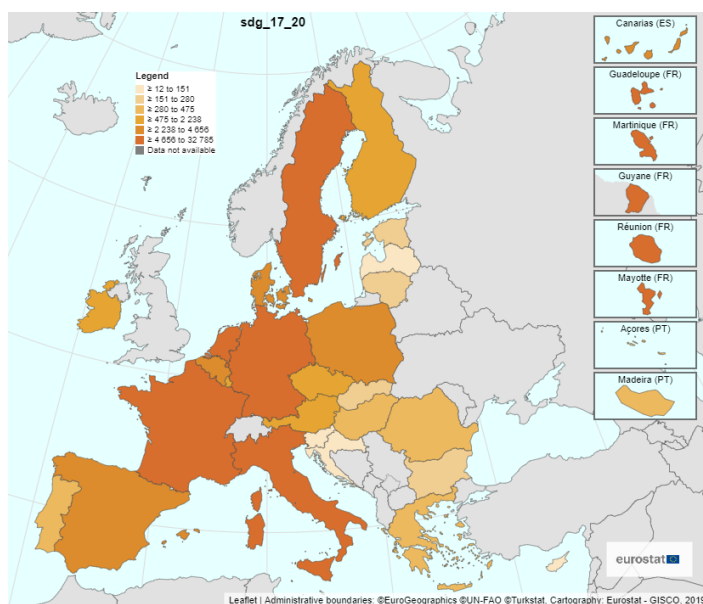 sdg_17_20
Legend
≥ 12 to 151
≥ 151 to 280
≥ 280 to 475
≥ 475 to 2 238
≥ 2 238 to 4 656
≥ 4 656 to 32 785
Data not available
Canarias (ES)
Guadeloupe (FR)
Martinique (FR)
Guyane (FR)
Réunion (FR)
Mayotte (FR)
Açores (PT)
Madeira (PT)
eurostat
Leaflet | Administrative boundaries: ©EuroGeographics ©UN-FAO ©Turkstat, Cartography: Eurostat - GISCO, 2019